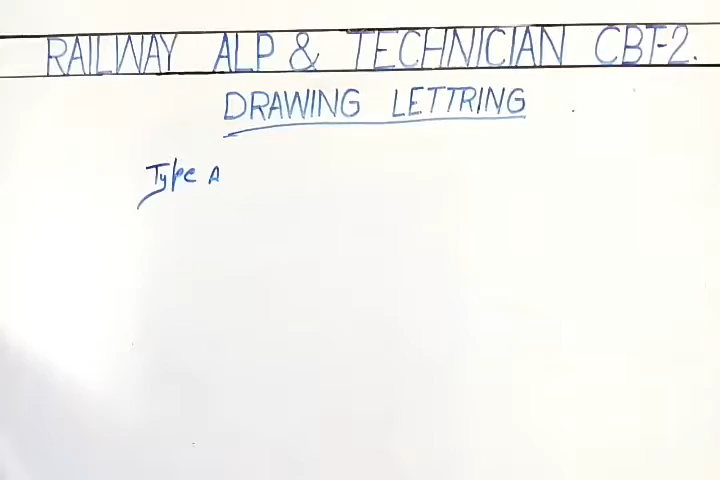 RAILWAY ALP & TECHNICIAN CBT-2.
DRAWING LETTRING
Type A